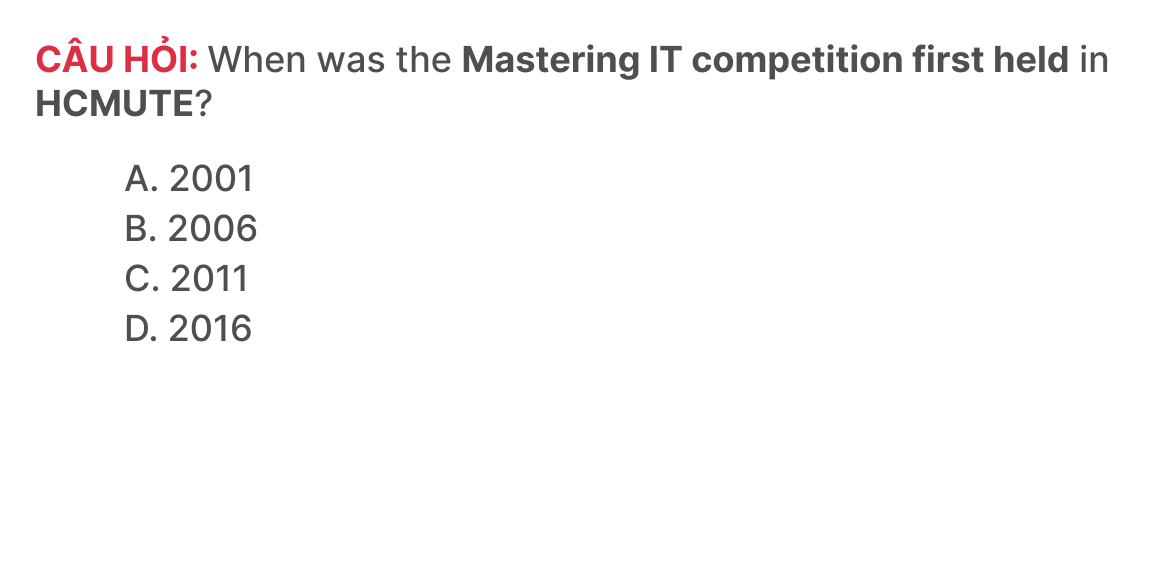 CÂU HỎI: When was the Mastering IT competition first held in
HCMUTE?
A. 2001
B. 2006
C. 2011
D. 2016